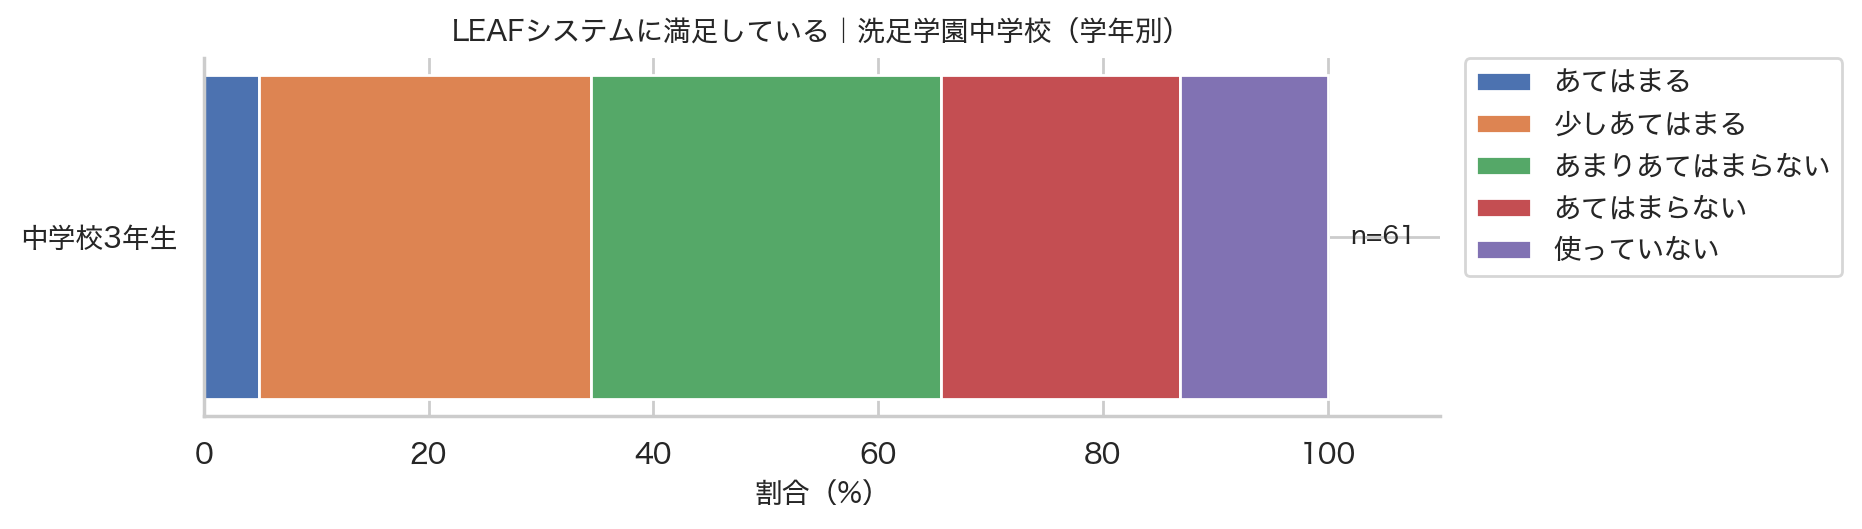 LEAFシステムに満足している｜洗足学園中学校（学年別）
あてはまる
少しあてはまる
あまりあてはまらない
あてはまらない
使っていない
中学校3年生
n=61
0 20 40 60 80 100
割合（%）